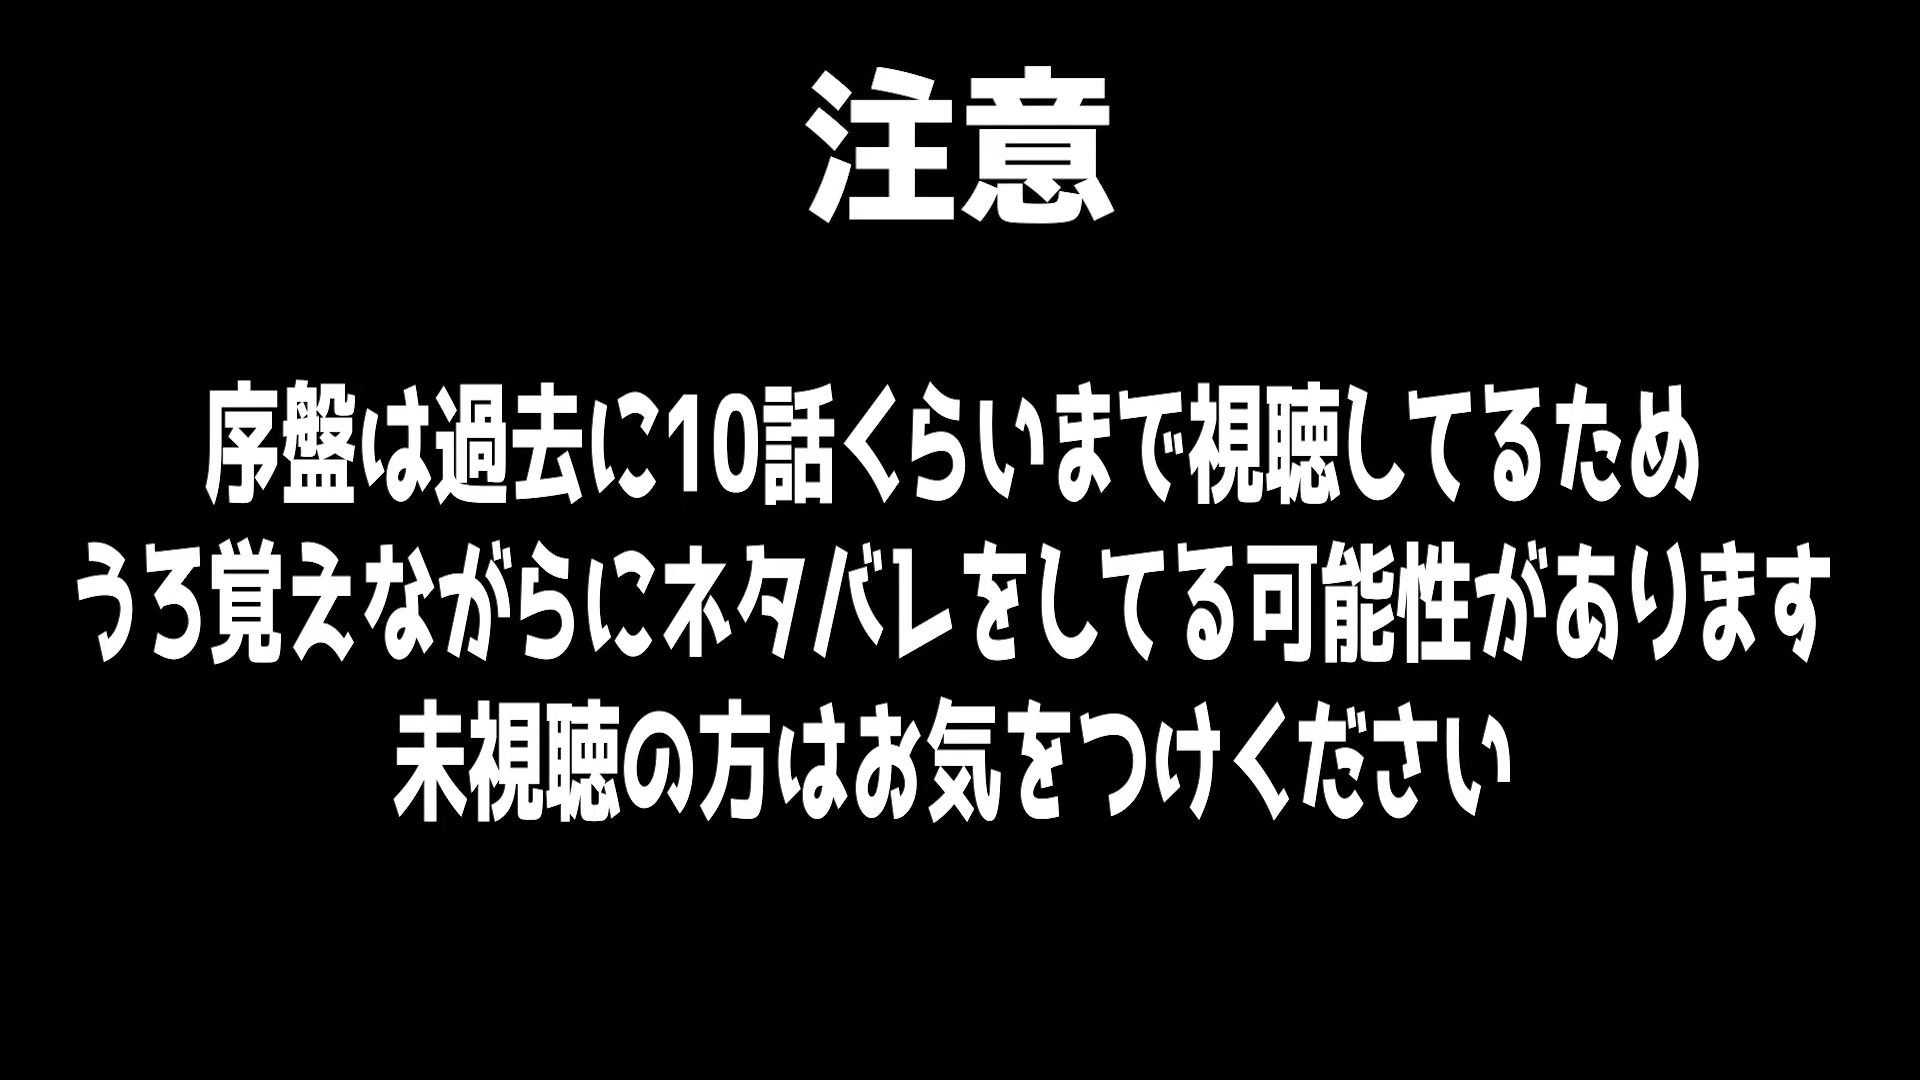 注意
序盤は過去に10話くらいまで視聴してるため
うろ覚えながらにネタバレをしてる可能性があります
未視聴の方はお気をつけください